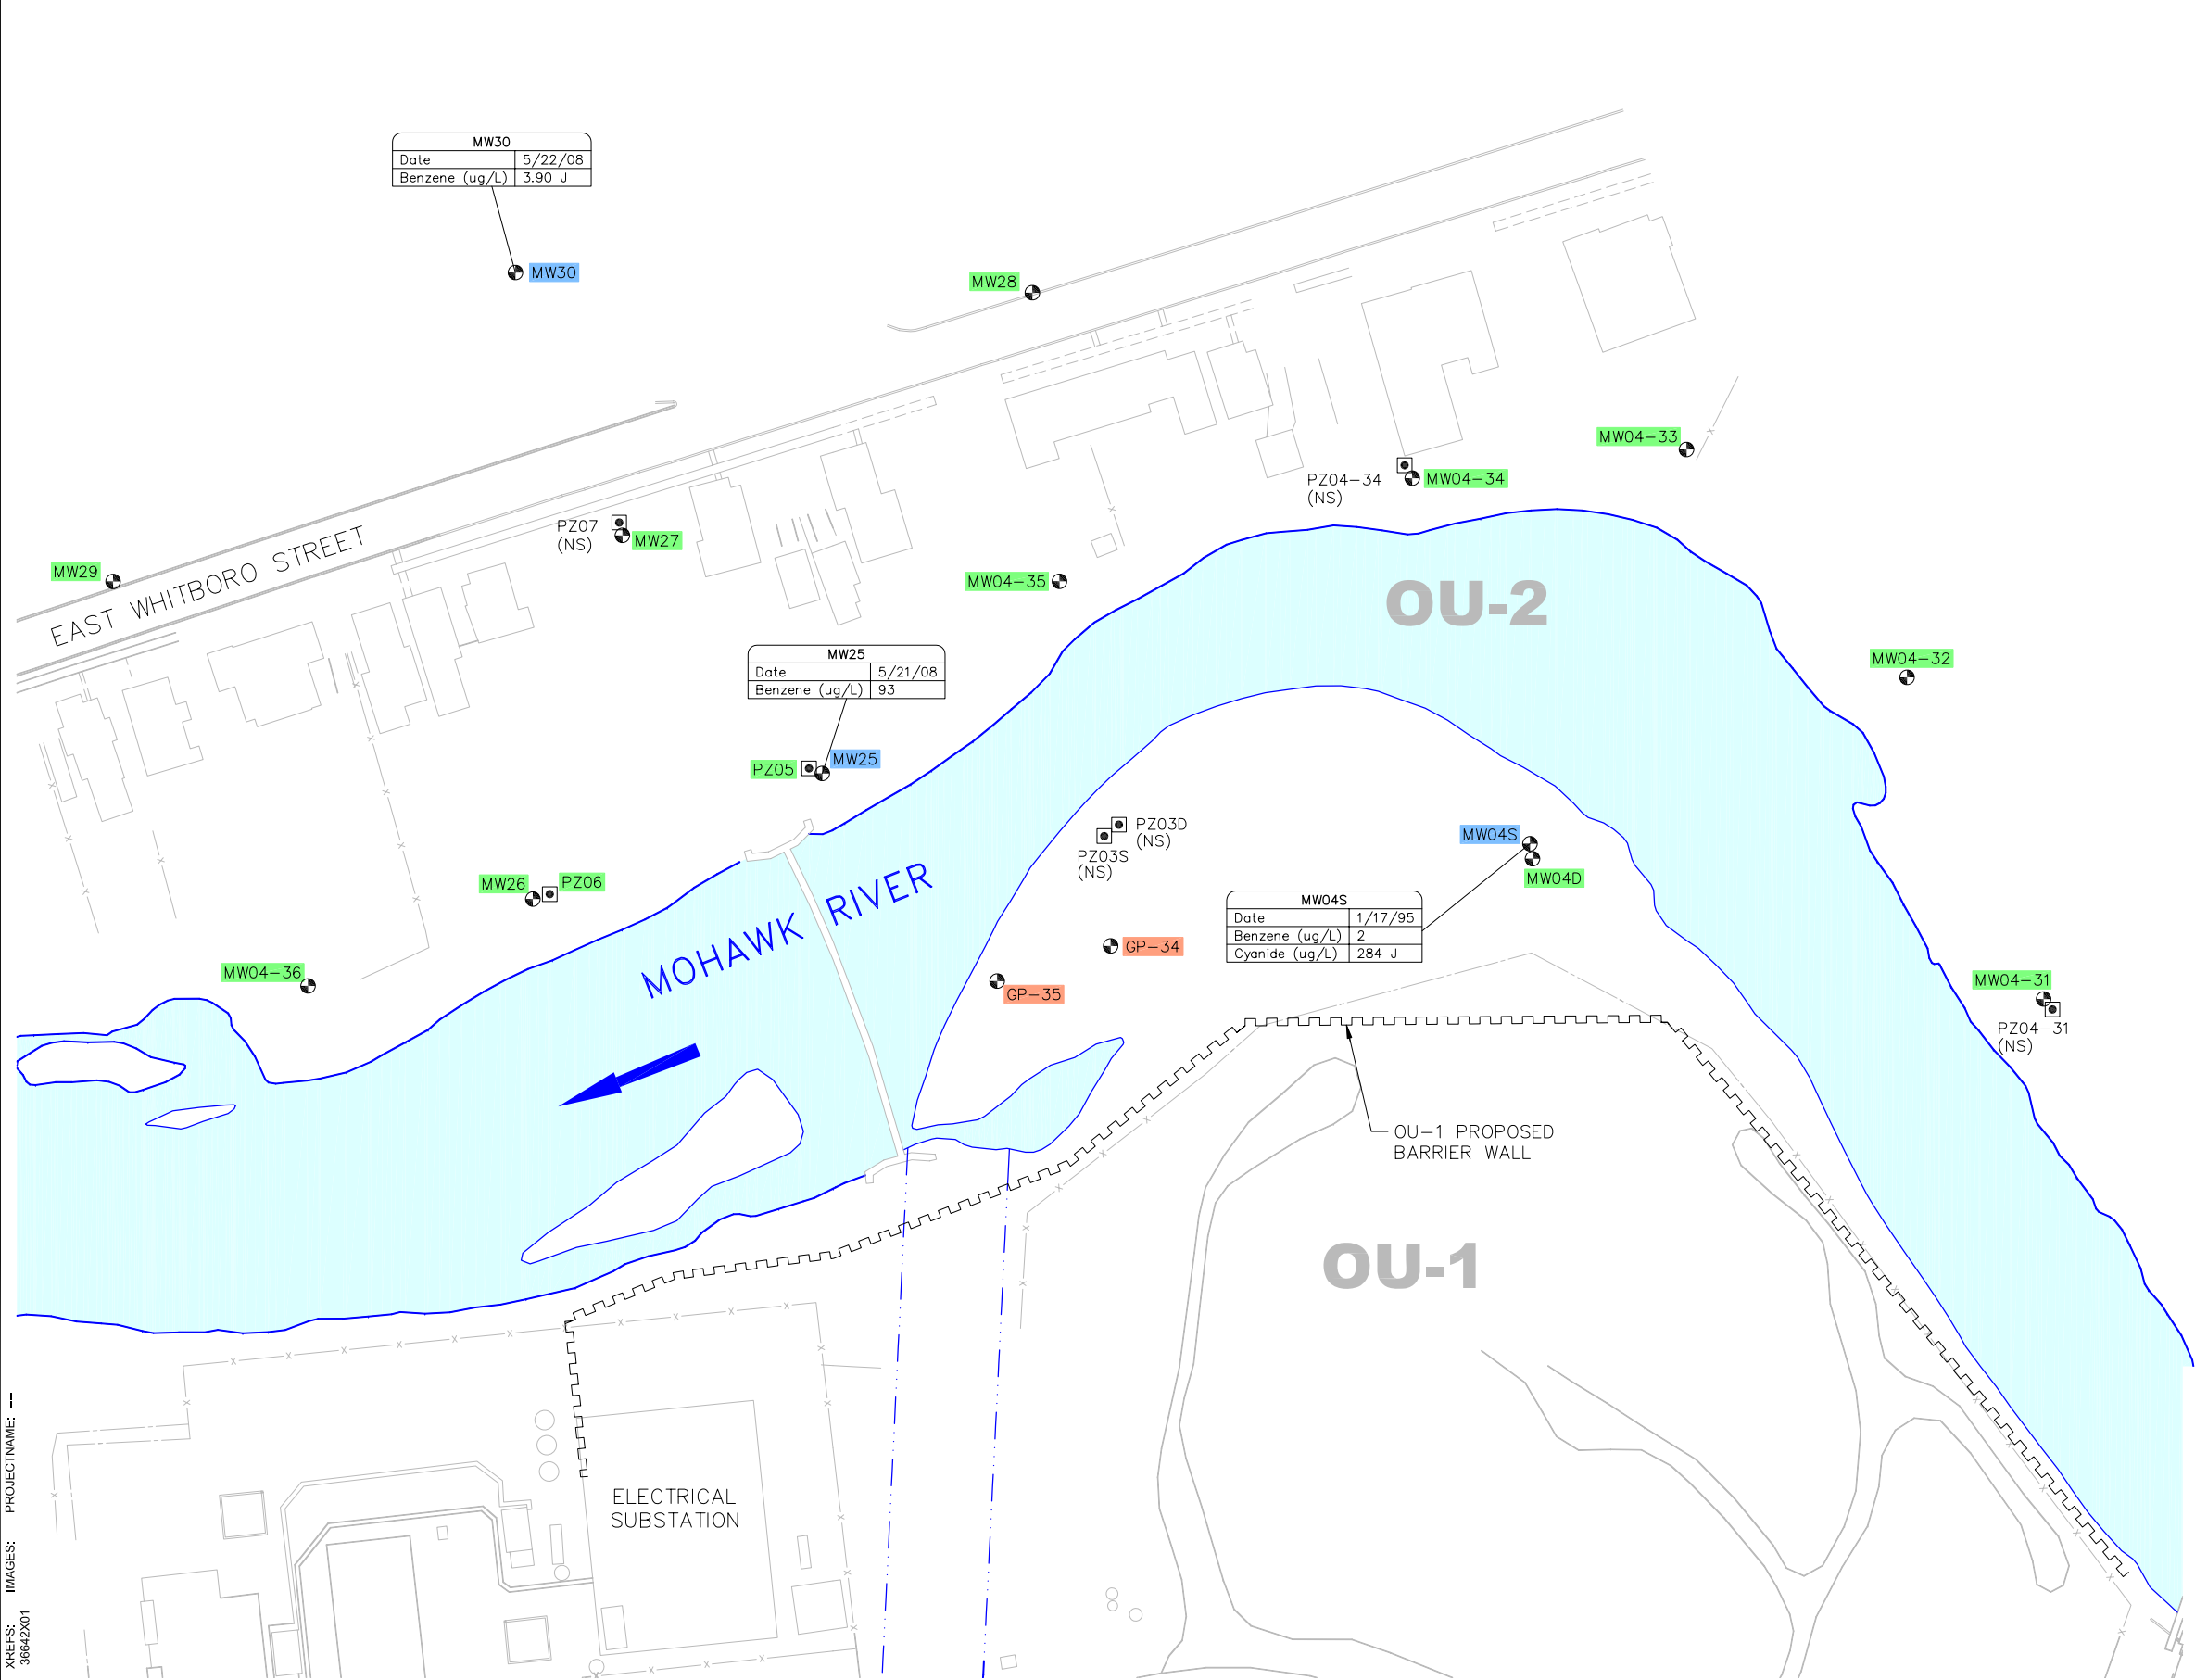 MW30
Date 5/22/08
Benzene (ug/L) 3.90 J
MW30
MW28
MW04-33
PZ04-34
(NS)
MW04-34
PZ07
(NS)
MW27
MW29
EAST WHITBORO STREET
MW04-35
OU-2
MW25
Date 5/21/08
Benzene (ug/L) 93
MW04-32
PZ05
MW25
PZ03D
(NS)
PZ03S
(NS)
MW04S
MW04D
MW26
PZ06
MOHAWK RIVER
MW04S
Date 1/17/95
Benzene (ug/L) 2
Cyanide (ug/L) 284 J
GP-34
GP-35
MW04-36
MW04-31
PZ04-31
(NS)
OU-1 PROPOSED
BARRIER WALL
OU-1
ELECTRICAL
SUBSTATION
XREFS: IMAGES: PROJECTNAME: --
36642X01